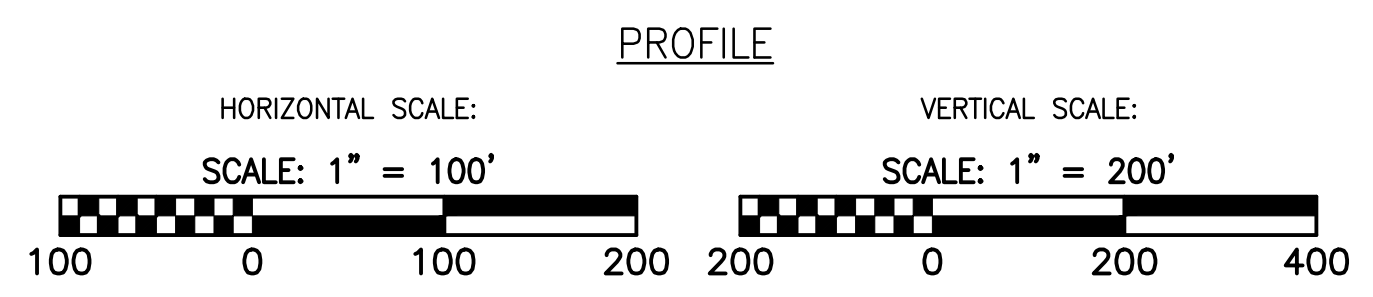 PROFILE
HORIZONTAL SCALE:
SCALE: 1” = 100’
100 0 100 200
VERTICAL SCALE:
SCALE: 1” = 200’
200 0 200 400